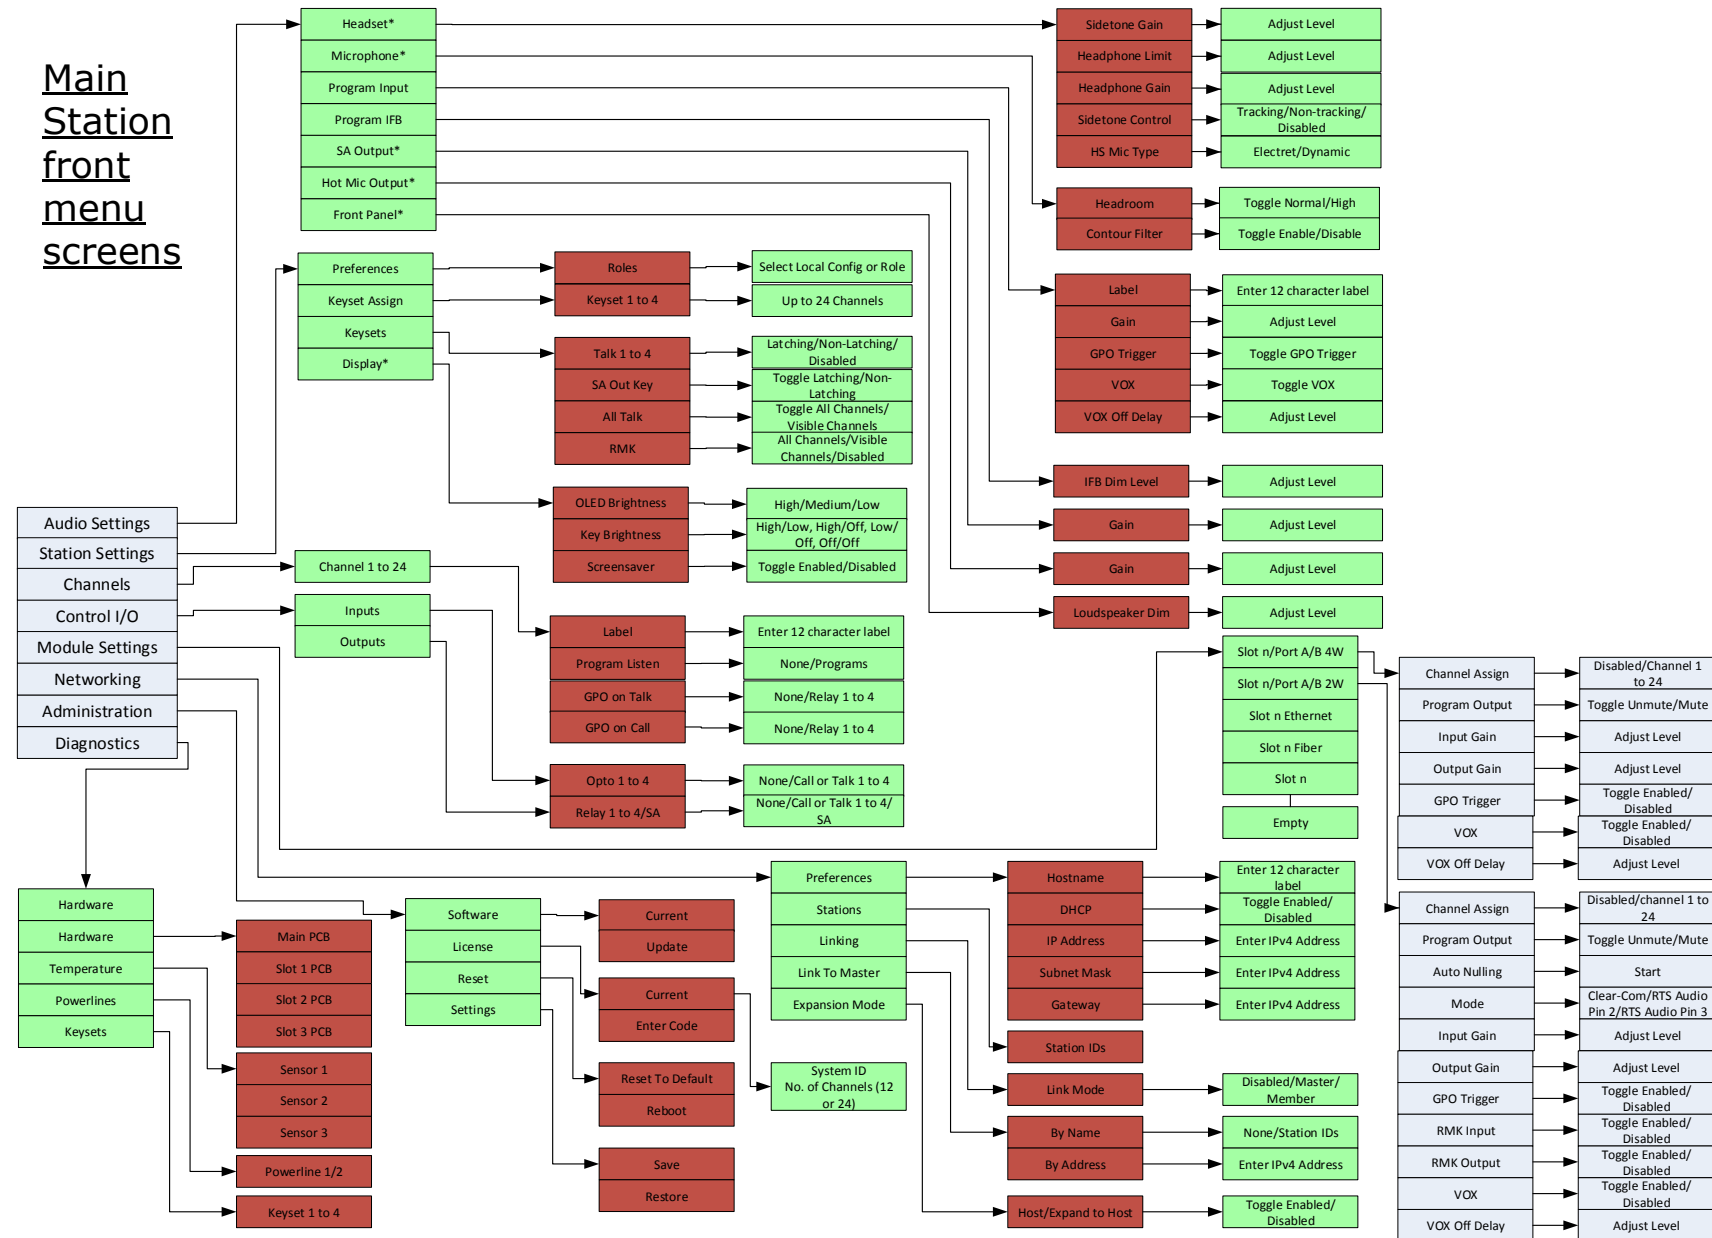 Main
Station
front
menu
screens
Headset*
Microphone*
Program Input
Program IFB
SA Output*
Hot Mic Output*
Front Panel*
Sidetone Gain
Adjust Level
Headphone Limit
Adjust Level
Headphone Gain
Adjust Level
Sidetone Control
Tracking/Non-tracking/
Disabled
HS Mic Type
Electret/Dynamic
Headroom
Toggle Normal/High
Contour Filter
Toggle Enable/Disable
Preferences
Keyset Assign
Keysets
Display*
Roles
Select Local Config or Role
Keyset 1 to 4
Up to 24 Channels
Label
Enter 12 character label
Gain
Adjust Level
GPO Trigger
Toggle GPO Trigger
VOX
Toggle VOX
VOX Off Delay
Adjust Level
Talk 1 to 4
Latching/Non-Latching/
Disabled
SA Out Key
Toggle Latching/Non-
Latching
All Talk
Toggle All Channels/
Visible Channels
RMK
All Channels/Visible
Channels/Disabled
IFB Dim Level
Adjust Level
Gain
Adjust Level
Gain
Adjust Level
Loudspeaker Dim
Adjust Level
OLED Brightness
High/Medium/Low
Key Brightness
High/Low, High/Off, Low/
Off, Off/Off
Screensaver
Toggle Enabled/Disabled
Audio Settings
Station Settings
Channels
Control I/O
Module Settings
Networking
Administration
Diagnostics
Channel 1 to 24
Inputs
Outputs
Label
Enter 12 character label
Program Listen
None/Programs
GPO on Talk
None/Relay 1 to 4
GPO on Call
None/Relay 1 to 4
Opto 1 to 4
None/Call or Talk 1 to 4
Relay 1 to 4/SA
None/Call or Talk 1 to 4/
SA
Slot n/Port A/B 4W
Slot n/Port A/B 2W
Slot n Ethernet
Slot n Fiber
Slot n
Empty
Channel Assign
Disabled/Channel 1
to 24
Program Output
Toggle Unmute/Mute
Input Gain
Adjust Level
Output Gain
Adjust Level
GPO Trigger
Toggle Enabled/
Disabled
VOX
Toggle Enabled/
Disabled
VOX Off Delay
Adjust Level
Channel Assign
Disabled/channel 1 to
24
Program Output
Toggle Unmute/Mute
Auto Nulling
Start
Mode
Clear-Com/RTS Audio
Pin 2/RTS Audio Pin 3
Input Gain
Adjust Level
Output Gain
Adjust Level
GPO Trigger
Toggle Enabled/
Disabled
RMK Input
Toggle Enabled/
Disabled
RMK Output
Toggle Enabled/
Disabled
VOX
Toggle Enabled/
Disabled
VOX Off Delay
Adjust Level
Hardware
Hardware
Temperature
Powerlines
Keysets
Main PCB
Slot 1 PCB
Slot 2 PCB
Slot 3 PCB
Sensor 1
Sensor 2
Sensor 3
Powerline 1/2
Keyset 1 to 4
Software
License
Reset
Settings
Current
Update
Current
Enter Code
Reset To Default
Reboot
Save
Restore
System ID
No. of Channels (12
or 24)
Preferences
Stations
Linking
Link To Master
Expansion Mode
Hostname
Enter 12 character
label
DHCP
Toggle Enabled/
Disabled
IP Address
Enter IPv4 Address
Subnet Mask
Enter IPv4 Address
Gateway
Enter IPv4 Address
Station IDs
Link Mode
Disabled/Master/
Member
By Name
None/Station IDs
By Address
Enter IPv4 Address
Host/Expand to Host
Toggle Enabled/
Disabled